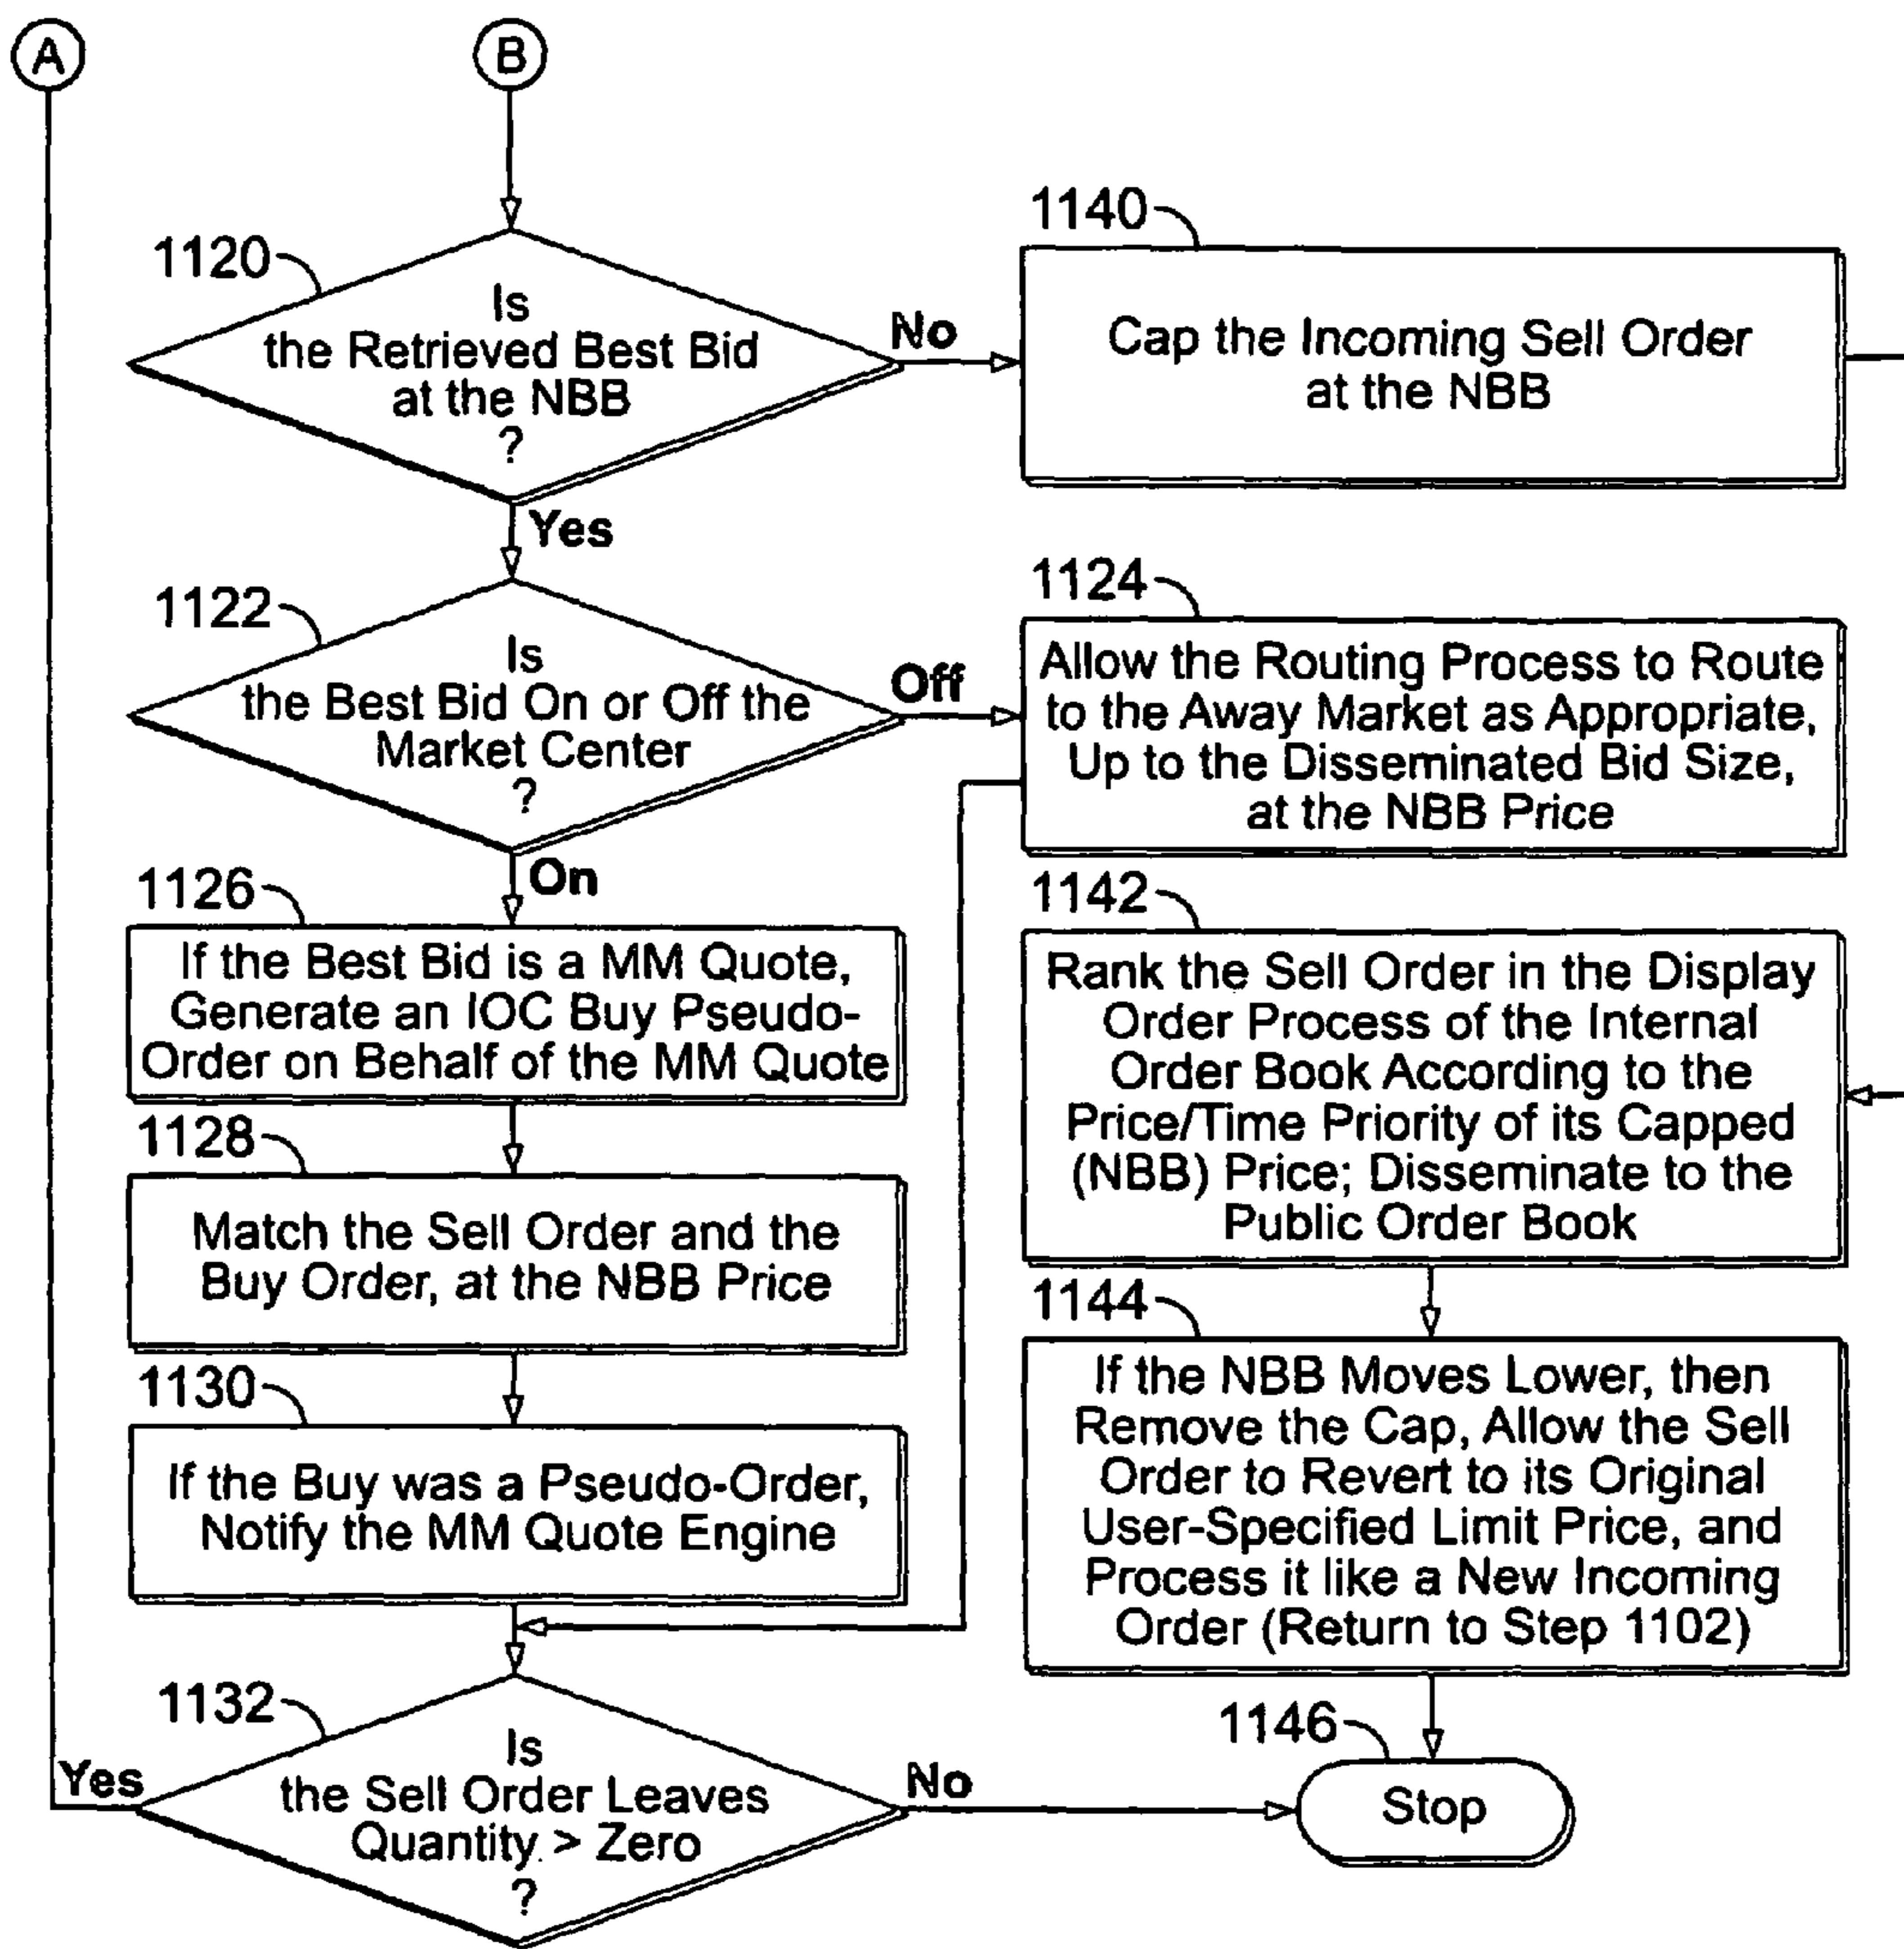 A
B
1120
Is
the Retrieved Best Bid
at the NBB
?
No
Yes
1140
Cap the Incoming Sell Order
at the NBB
1122
Is
the Best Bid On or Off the
Market Center
?
Off
On
1124
Allow the Routing Process to Route
to the Away Market as Appropriate,
Up to the Disseminated Bid Size,
at the NBB Price
1126
If the Best Bid is a MM Quote,
Generate an IOC Buy Pseudo-
Order on Behalf of the MM Quote
1128
Match the Sell Order and the
Buy Order, at the NBB Price
1130
If the Buy was a Pseudo-Order,
Notify the MM Quote Engine
1132
Is
the Sell Order Leaves
Quantity > Zero
?
Yes
No
1142
Rank the Sell Order in the Display
Order Process of the Internal
Order Book According to the
Price/Time Priority of its Capped
(NBB) Price; Disseminate to the
Public Order Book
1144
If the NBB Moves Lower, then
Remove the Cap, Allow the Sell
Order to Revert to its Original
User-Specified Limit Price, and
Process it like a New Incoming
Order (Return to Step 1102)
1146
Stop